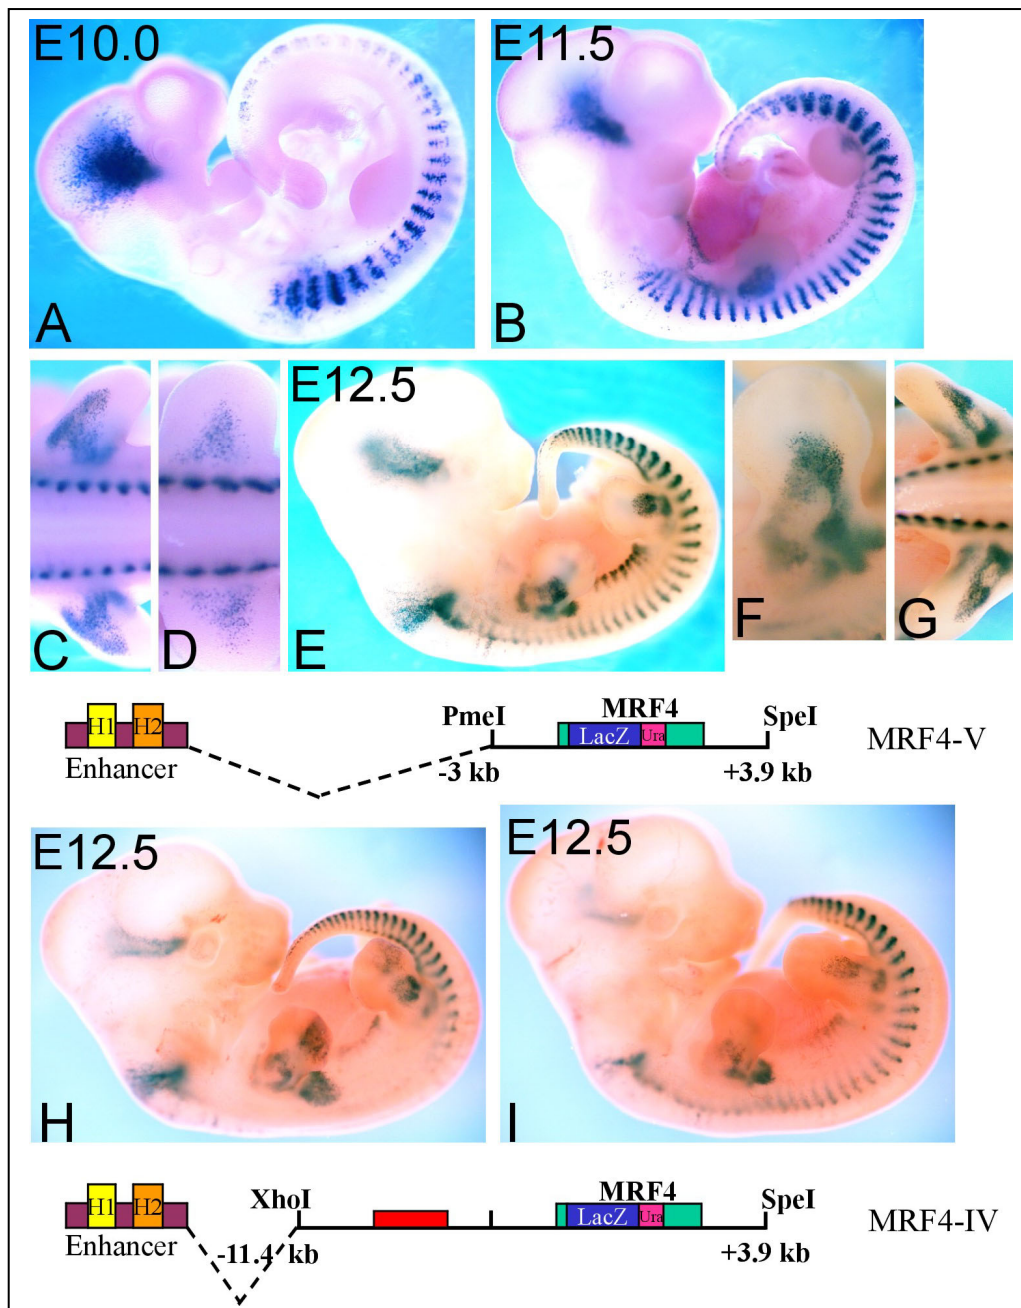 E10.0
E11.5
A
B
E12.5
C
D
E
F
G
H1 H2
Enhancer
PmeI
MRF4
SpeI
LacZ Ura
-3 kb
+3.9 kb
MRF4-V
E12.5
E12.5
H
I
H1 H2
Enhancer
XhoI
-11.4 kb
MRF4
SpeI
LacZ Ura
+3.9 kb
MRF4-IV